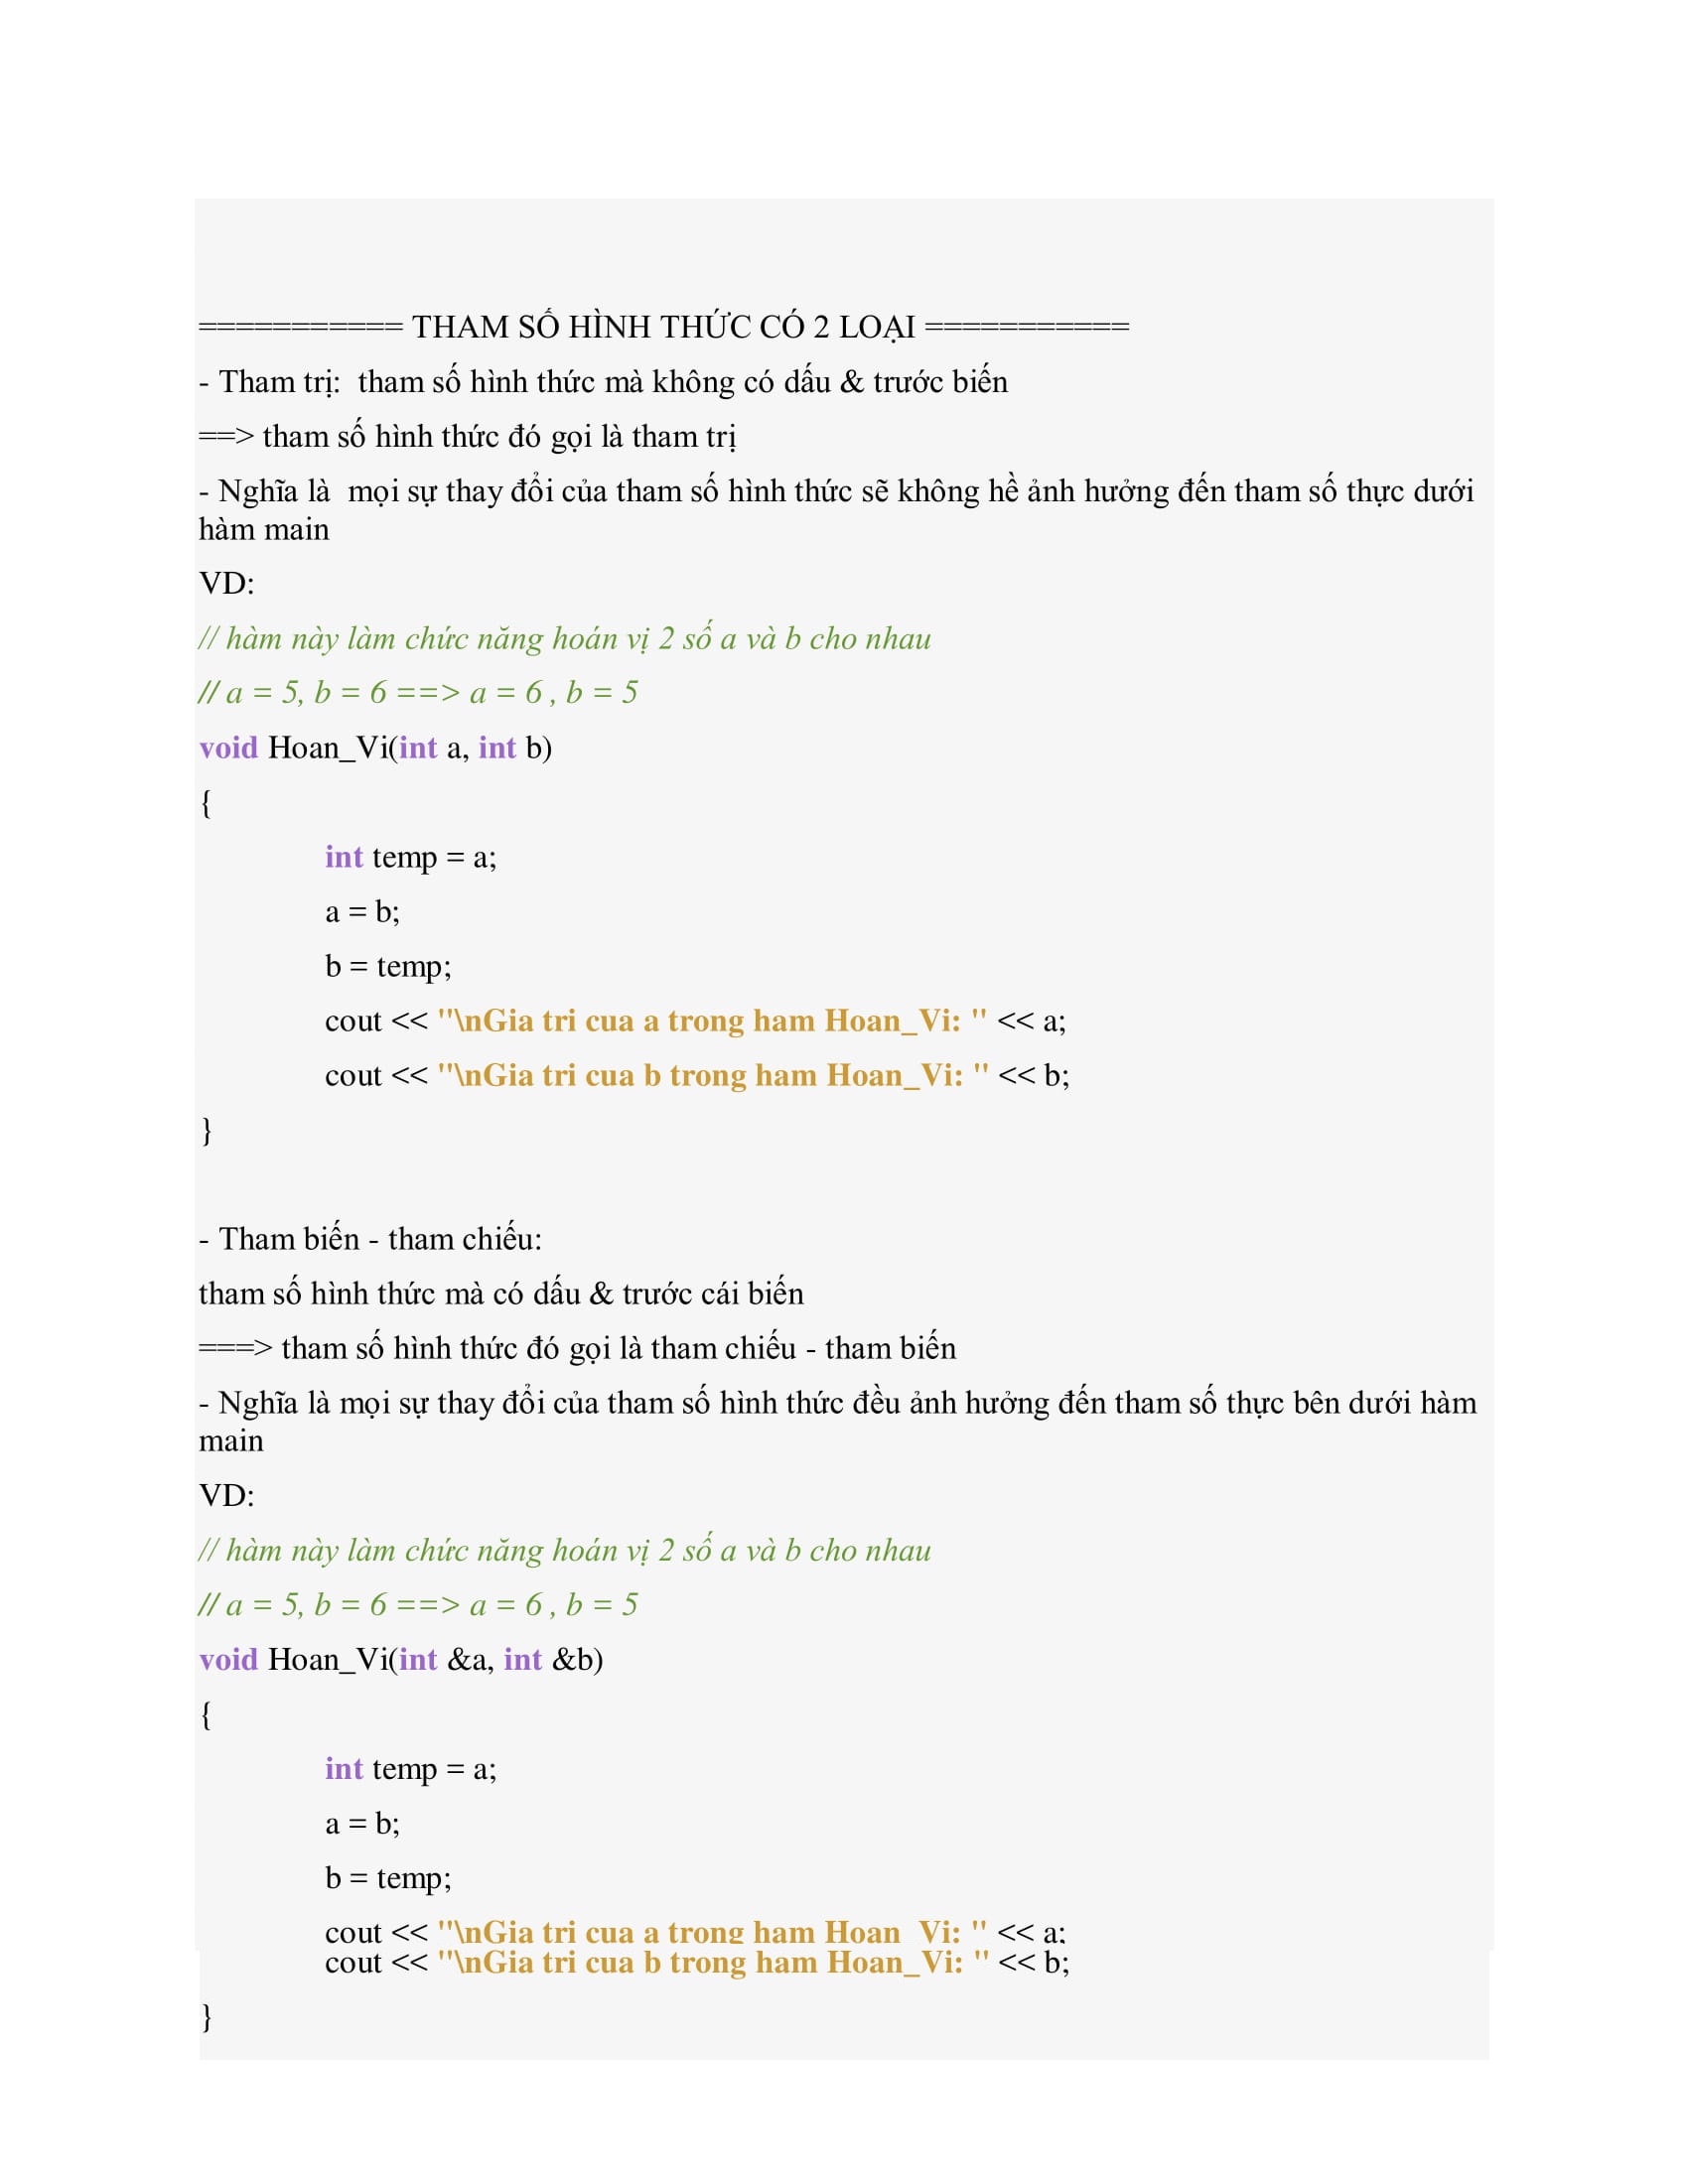 =========== THAM SỐ HÌNH THỨC CÓ 2 LOẠI ===========
- Tham trị:  tham số hình thức mà không có dấu & trước biến
==> tham số hình thức đó gọi là tham trị
- Nghĩa là  mọi sự thay đổi của tham số hình thức sẽ không hề ảnh hưởng đến tham số thực dưới
hàm main
VD:
// hàm này làm chức năng hoán vị 2 số a và b cho nhau
// a = 5, b = 6 ==> a = 6 , b = 5
void Hoan_Vi(int a, int b)
{
int temp = a;
a = b;
b = temp;
cout << "\nGia tri cua a trong ham Hoan_Vi: " << a;
cout << "\nGia tri cua b trong ham Hoan_Vi: " << b;
}
- Tham biến - tham chiếu:
tham số hình thức mà có dấu & trước cái biến
===> tham số hình thức đó gọi là tham chiếu - tham biến
- Nghĩa là mọi sự thay đổi của tham số hình thức đều ảnh hưởng đến tham số thực bên dưới hàm
main
VD:
// hàm này làm chức năng hoán vị 2 số a và b cho nhau
// a = 5, b = 6 ==> a = 6 , b = 5
void Hoan_Vi(int &a, int &b)
{
int temp = a;
a = b;
b = temp;
cout << "\nGia tri cua a trong ham Hoan_Vi: " << a;
cout << "\nGia tri cua b trong ham Hoan_Vi: " << b;
}